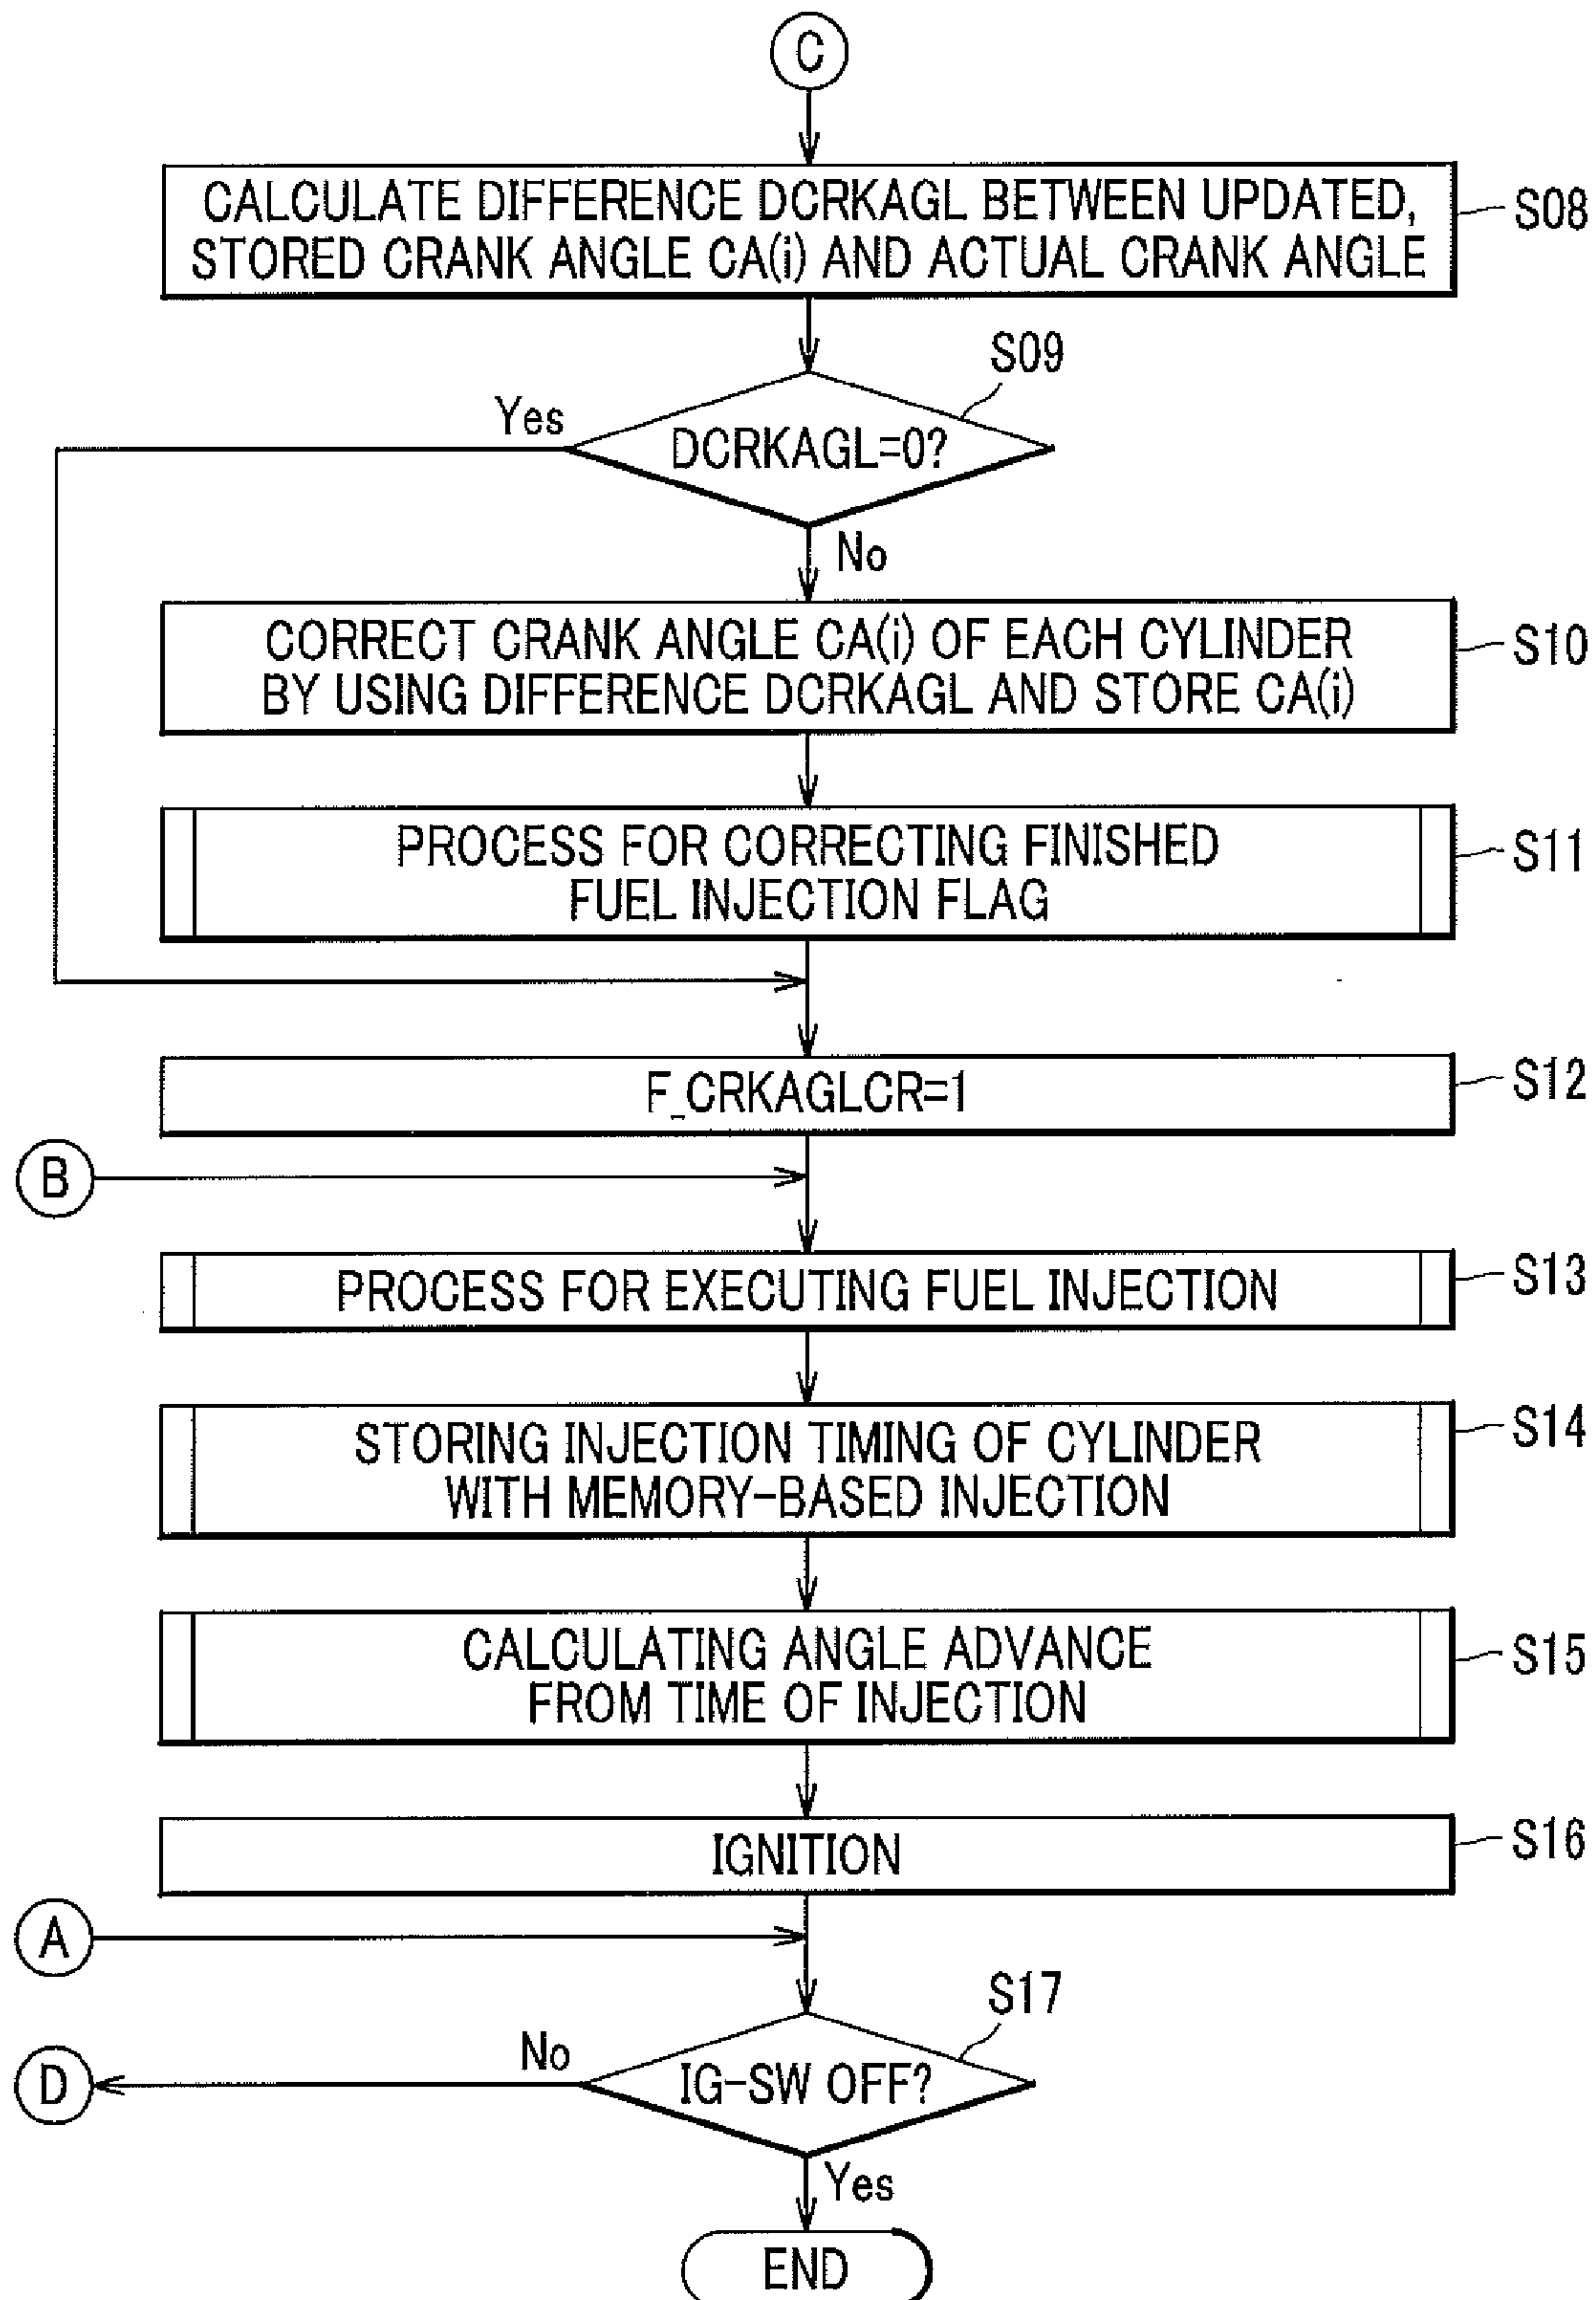 C
CALCULATE DIFFERENCE DCRKAGL BETWEEN UPDATED,
STORED CRANK ANGLE CA(i) AND ACTUAL CRANK ANGLE
S08
S09
Yes
DCRKAGL=0?
No
CORRECT CRANK ANGLE CA(i) OF EACH CYLINDER
BY USING DIFFERENCE DCRKAGL AND STORE CA(i)
S10
PROCESS FOR CORRECTING FINISHED
FUEL INJECTION FLAG
S11
F_CRKAGLCR=1
S12
B
PROCESS FOR EXECUTING FUEL INJECTION
S13
STORING INJECTION TIMING OF CYLINDER
WITH MEMORY-BASED INJECTION
S14
CALCULATING ANGLE ADVANCE
FROM TIME OF INJECTION
S15
IGNITION
S16
A
S17
No
D
IG-SW OFF?
Yes
END